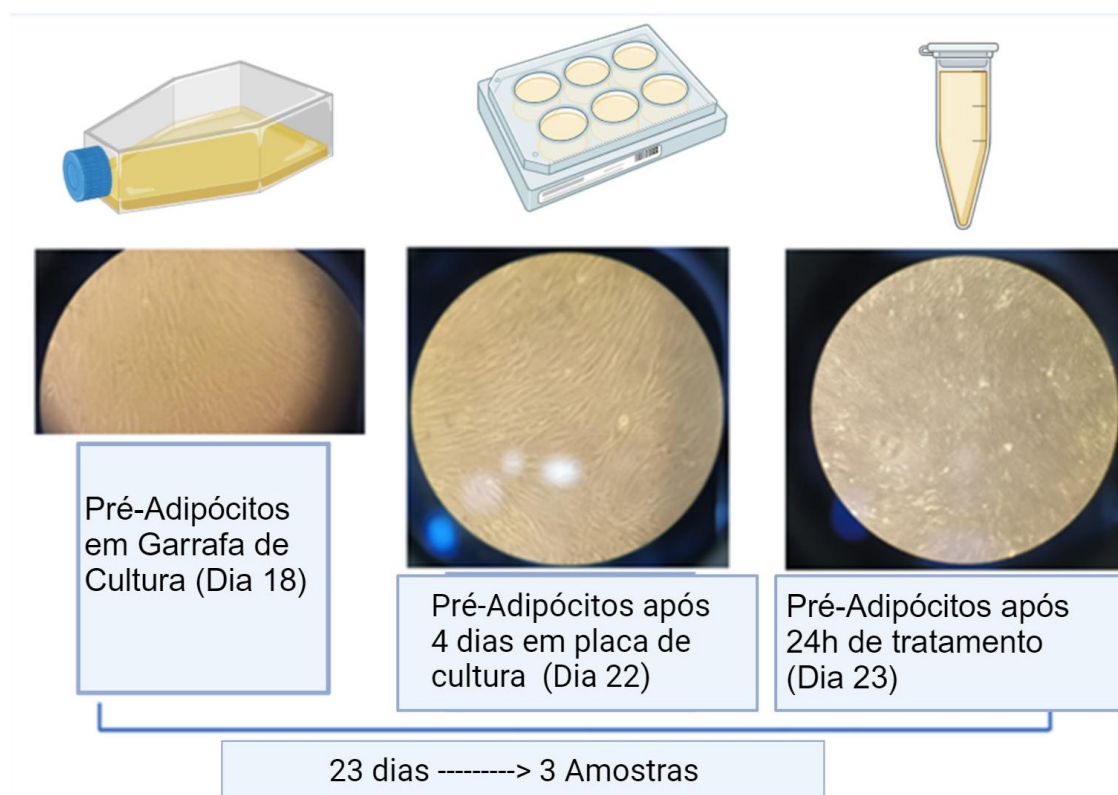 Pré-Adipócitos
em Garrafa de
Cultura (Dia 18)
Pré-Adipócitos após
4 dias em placa de
cultura (Dia 22)
Pré-Adipócitos após
24h de tratamento
(Dia 23)
23 dias ---------> 3 Amostras